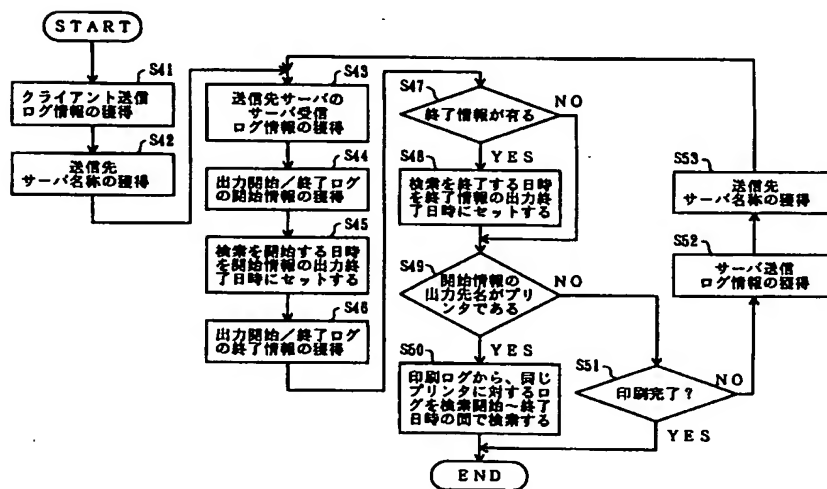 START
S41
クライアント送信
ログ情報の獲得
S42
送信先
サーバ名称の獲得
S43
送信先サーバの
サーバ受信
ログ情報の獲得
S44
出力開始/終了ログ
の開始情報の獲得
S45
検索を開始する日時
を開始情報の出力終
了日時にセットする
S46
出力開始/終了ログ
の終了情報の獲得
S47
終了情報が有る
NO
YES
S48
検索を終了する日時
を終了情報の出力終
了日時にセットする
S49
開始情報の
出力先名がプリ
ンタである
NO
YES
S50
印刷ログから、同じ
プリンタに対するロ
グを検索開始~終了
日時の間で検索する
S51
印刷完了?
NO
YES
S52
サーバ送信
ログ情報の獲得
S53
送信先
サーバ名称の獲得
END